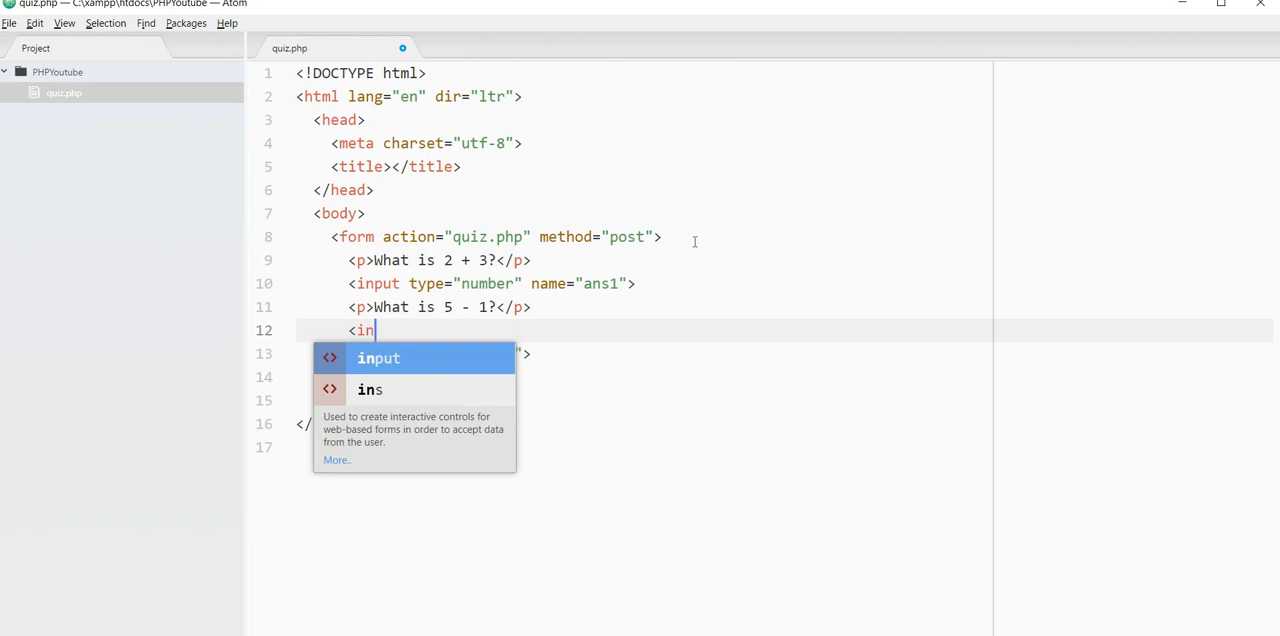 quiz.php — C:\xampp\htdocs\PHPYoutube — Atom
File Edit View Selection Find Packages Help
Project
quiz.php
PHPYoutube
quiz.php
1 <!DOCTYPE html>
2 <html lang="en" dir="ltr">
3 <head>
4 <meta charset="utf-8">
5 <title></title>
6 </head>
7 <body>
8 <form action="quiz.php" method="post">
9 <p>What is 2 + 3?</p>
10 <input type="number" name="ans1">
11 <p>What is 5 - 1?</p>
12 <in
13 ">
14
15
16 </
17
<> input
<> ins
Used to create interactive controls for
web-based forms in order to accept data
from the user.
More..